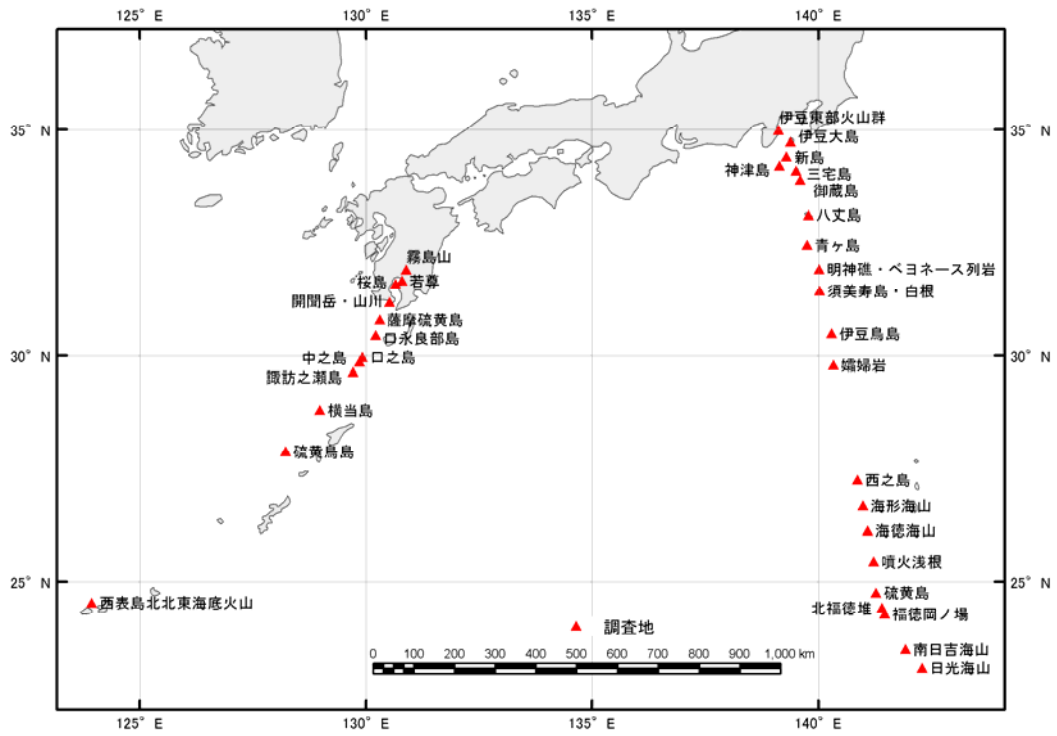 125° E
130° E
135° E
140° E
35° N
35° N
伊豆東部火山群
伊豆大島
新島
神津島
三宅島
御蔵島
八丈島
青ヶ島
霧島山
桜島
若尊
明神礁・ベヨネース列岩
開聞岳・山川
須美寿島・白根
薩摩硫黄島
口永良部島
伊豆鳥島
30° N
30° N
中之島
口之島
孀婦岩
諏訪之瀬島
横当島
硫黄鳥島
西之島
海形海山
海徳海山
噴火浅根
25° N
25° N
西表島北北東海底火山
硫黄島
北福徳堆
福徳岡ノ場
調査地
南日吉海山
0 100 200 300 400 500 600 700 800 900 1,000 km
日光海山
125° E
130° E
135° E
140° E